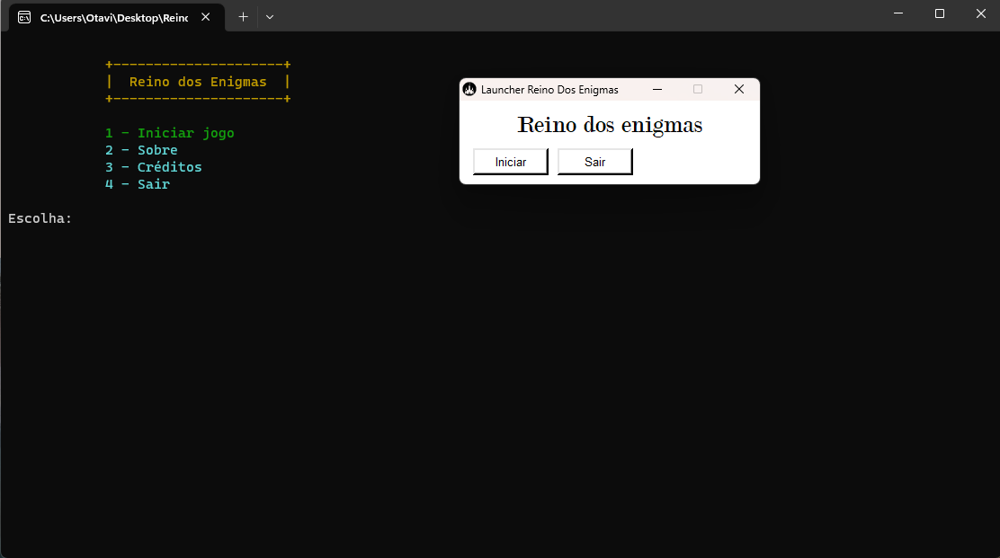 C:\Users\Otavi\Desktop\Reino
+---------------------+
|  Reino dos Enigmas  |
+---------------------+
1 - Iniciar jogo
2 - Sobre
3 - Créditos
4 - Sair
Escolha:
Launcher Reino Dos Enigmas
Reino dos enigmas
Iniciar
Sair